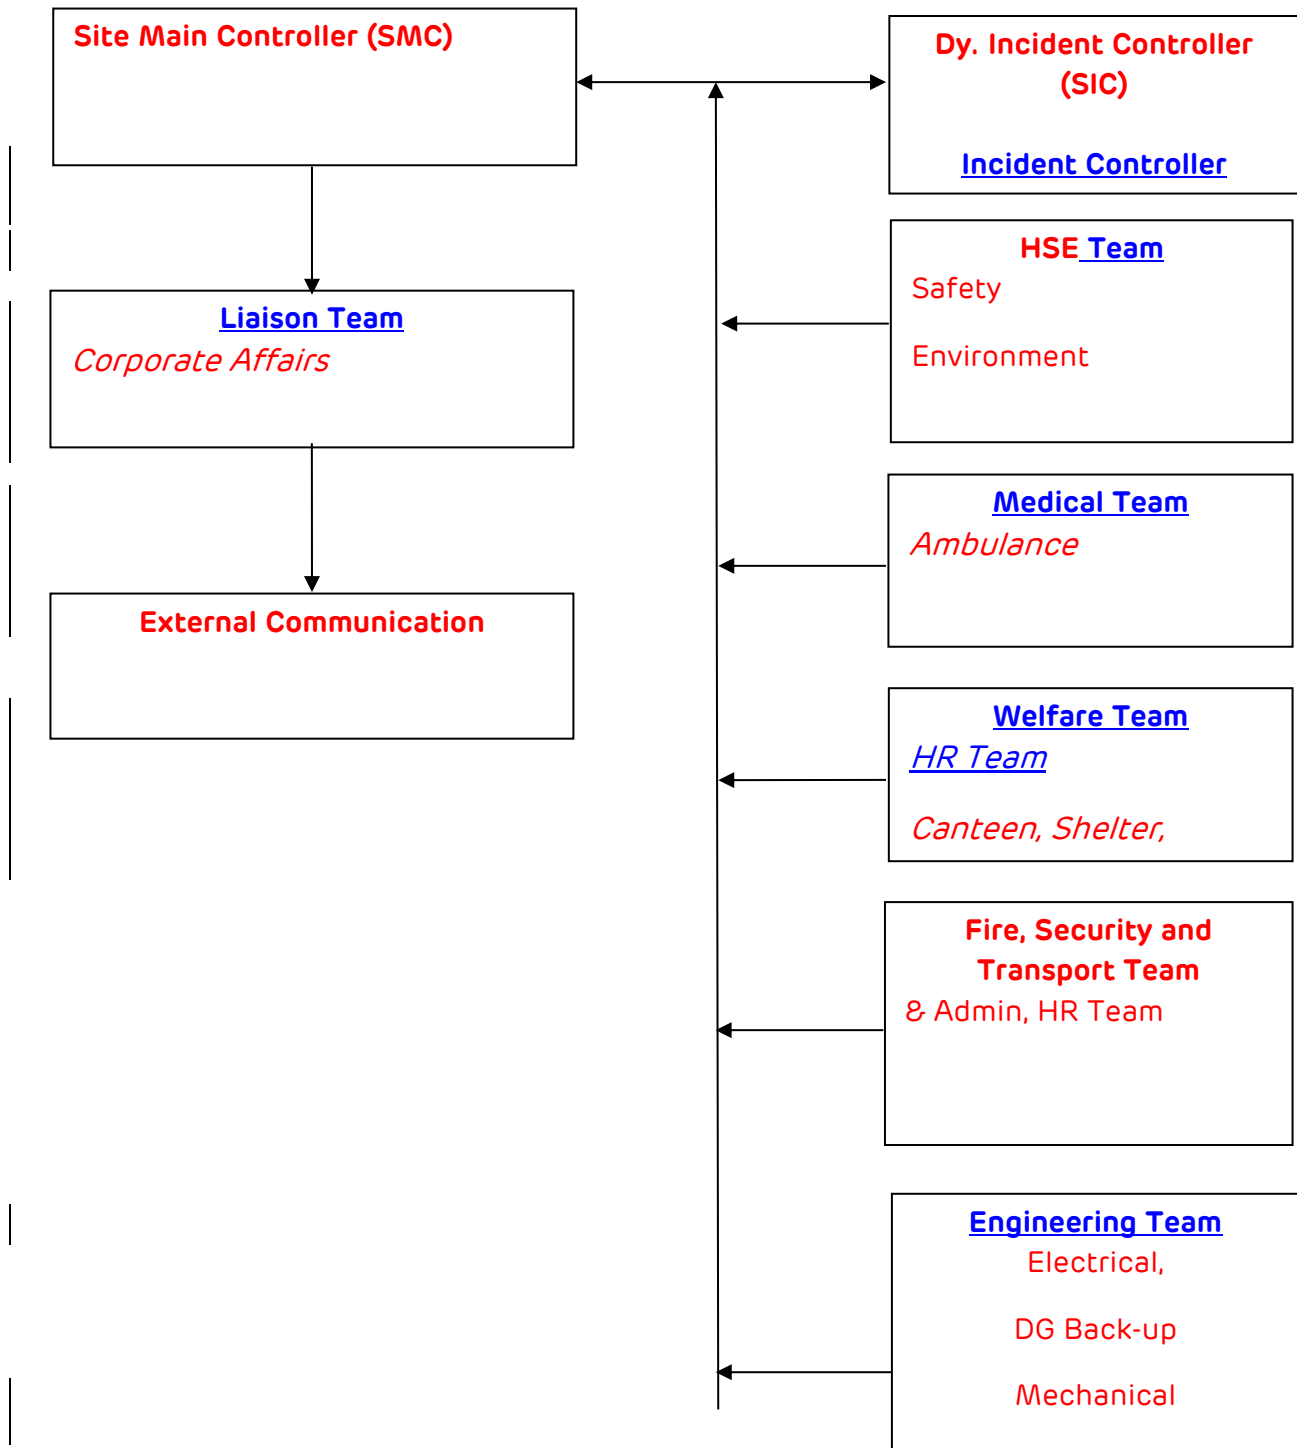 Site Main Controller (SMC)
Dy. Incident Controller
(SIC)
Incident Controller
HSE Team
Safety
Environment
Liaison Team
Corporate Affairs
Medical Team
Ambulance
External Communication
Welfare Team
HR Team
Canteen, Shelter,
Fire, Security and
Transport Team
& Admin, HR Team
Engineering Team
Electrical,
DG Back-up
Mechanical